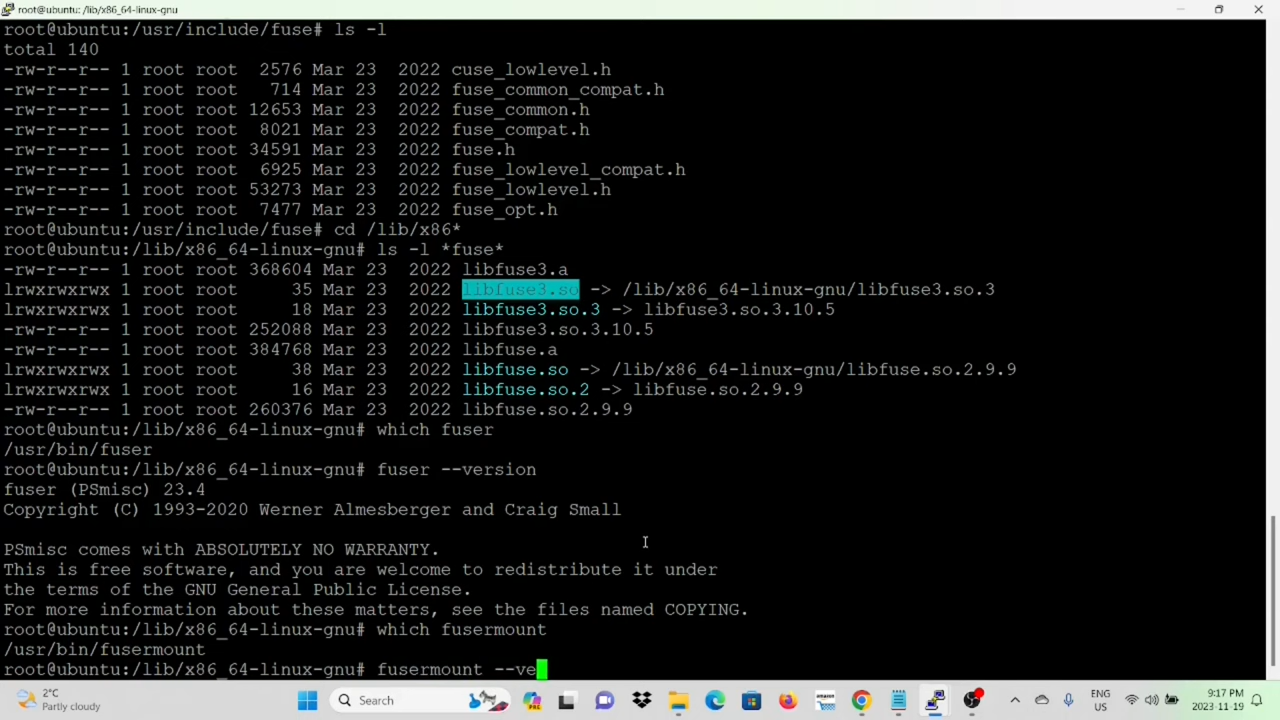 root@ubuntu: /lib/x86_64-linux-gnu
root@ubuntu:/usr/include/fuse# ls -l
total 140
-rw-r--r-- 1 root root  2576 Mar 23  2022 cuse_lowlevel.h
-rw-r--r-- 1 root root   714 Mar 23  2022 fuse_common_compat.h
-rw-r--r-- 1 root root 12653 Mar 23  2022 fuse_common.h
-rw-r--r-- 1 root root  8021 Mar 23  2022 fuse_compat.h
-rw-r--r-- 1 root root 34591 Mar 23  2022 fuse.h
-rw-r--r-- 1 root root  6925 Mar 23  2022 fuse_lowlevel_compat.h
-rw-r--r-- 1 root root 53273 Mar 23  2022 fuse_lowlevel.h
-rw-r--r-- 1 root root  7477 Mar 23  2022 fuse_opt.h
root@ubuntu:/usr/include/fuse# cd /lib/x86*
root@ubuntu:/lib/x86_64-linux-gnu# ls -l *fuse*
-rw-r--r-- 1 root root 368604 Mar 23  2022 libfuse3.a
lrwxrwxrwx 1 root root     35 Mar 23  2022 libfuse3.so -> /lib/x86_64-linux-gnu/libfuse3.so.3
lrwxrwxrwx 1 root root     18 Mar 23  2022 libfuse3.so.3 -> libfuse3.so.3.10.5
-rw-r--r-- 1 root root 252088 Mar 23  2022 libfuse3.so.3.10.5
-rw-r--r-- 1 root root 384768 Mar 23  2022 libfuse.a
lrwxrwxrwx 1 root root     38 Mar 23  2022 libfuse.so -> /lib/x86_64-linux-gnu/libfuse.so.2.9.9
lrwxrwxrwx 1 root root     16 Mar 23  2022 libfuse.so.2 -> libfuse.so.2.9.9
-rw-r--r-- 1 root root 260376 Mar 23  2022 libfuse.so.2.9.9
root@ubuntu:/lib/x86_64-linux-gnu# which fuser
/usr/bin/fuser
root@ubuntu:/lib/x86_64-linux-gnu# fuser --version
fuser (PSmisc) 23.4
Copyright (C) 1993-2020 Werner Almesberger and Craig Small
PSmisc comes with ABSOLUTELY NO WARRANTY.
This is free software, and you are welcome to redistribute it under
the terms of the GNU General Public License.
For more information about these matters, see the files named COPYING.
root@ubuntu:/lib/x86_64-linux-gnu# which fusermount
/usr/bin/fusermount
root@ubuntu:/lib/x86_64-linux-gnu# fusermount --ve
2°C
Partly cloudy
Search
PRE
amazon
ENG
US
9:17 PM
2023-11-19